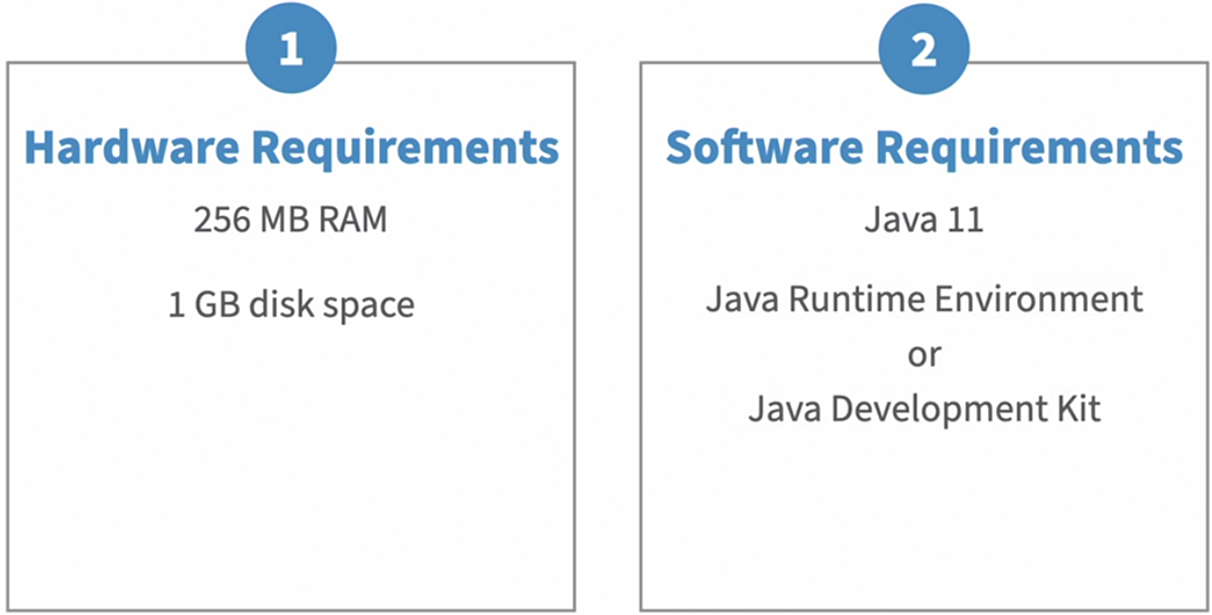 1
Hardware Requirements
256 MB RAM
1 GB disk space
2
Software Requirements
Java 11
Java Runtime Environment
or
Java Development Kit